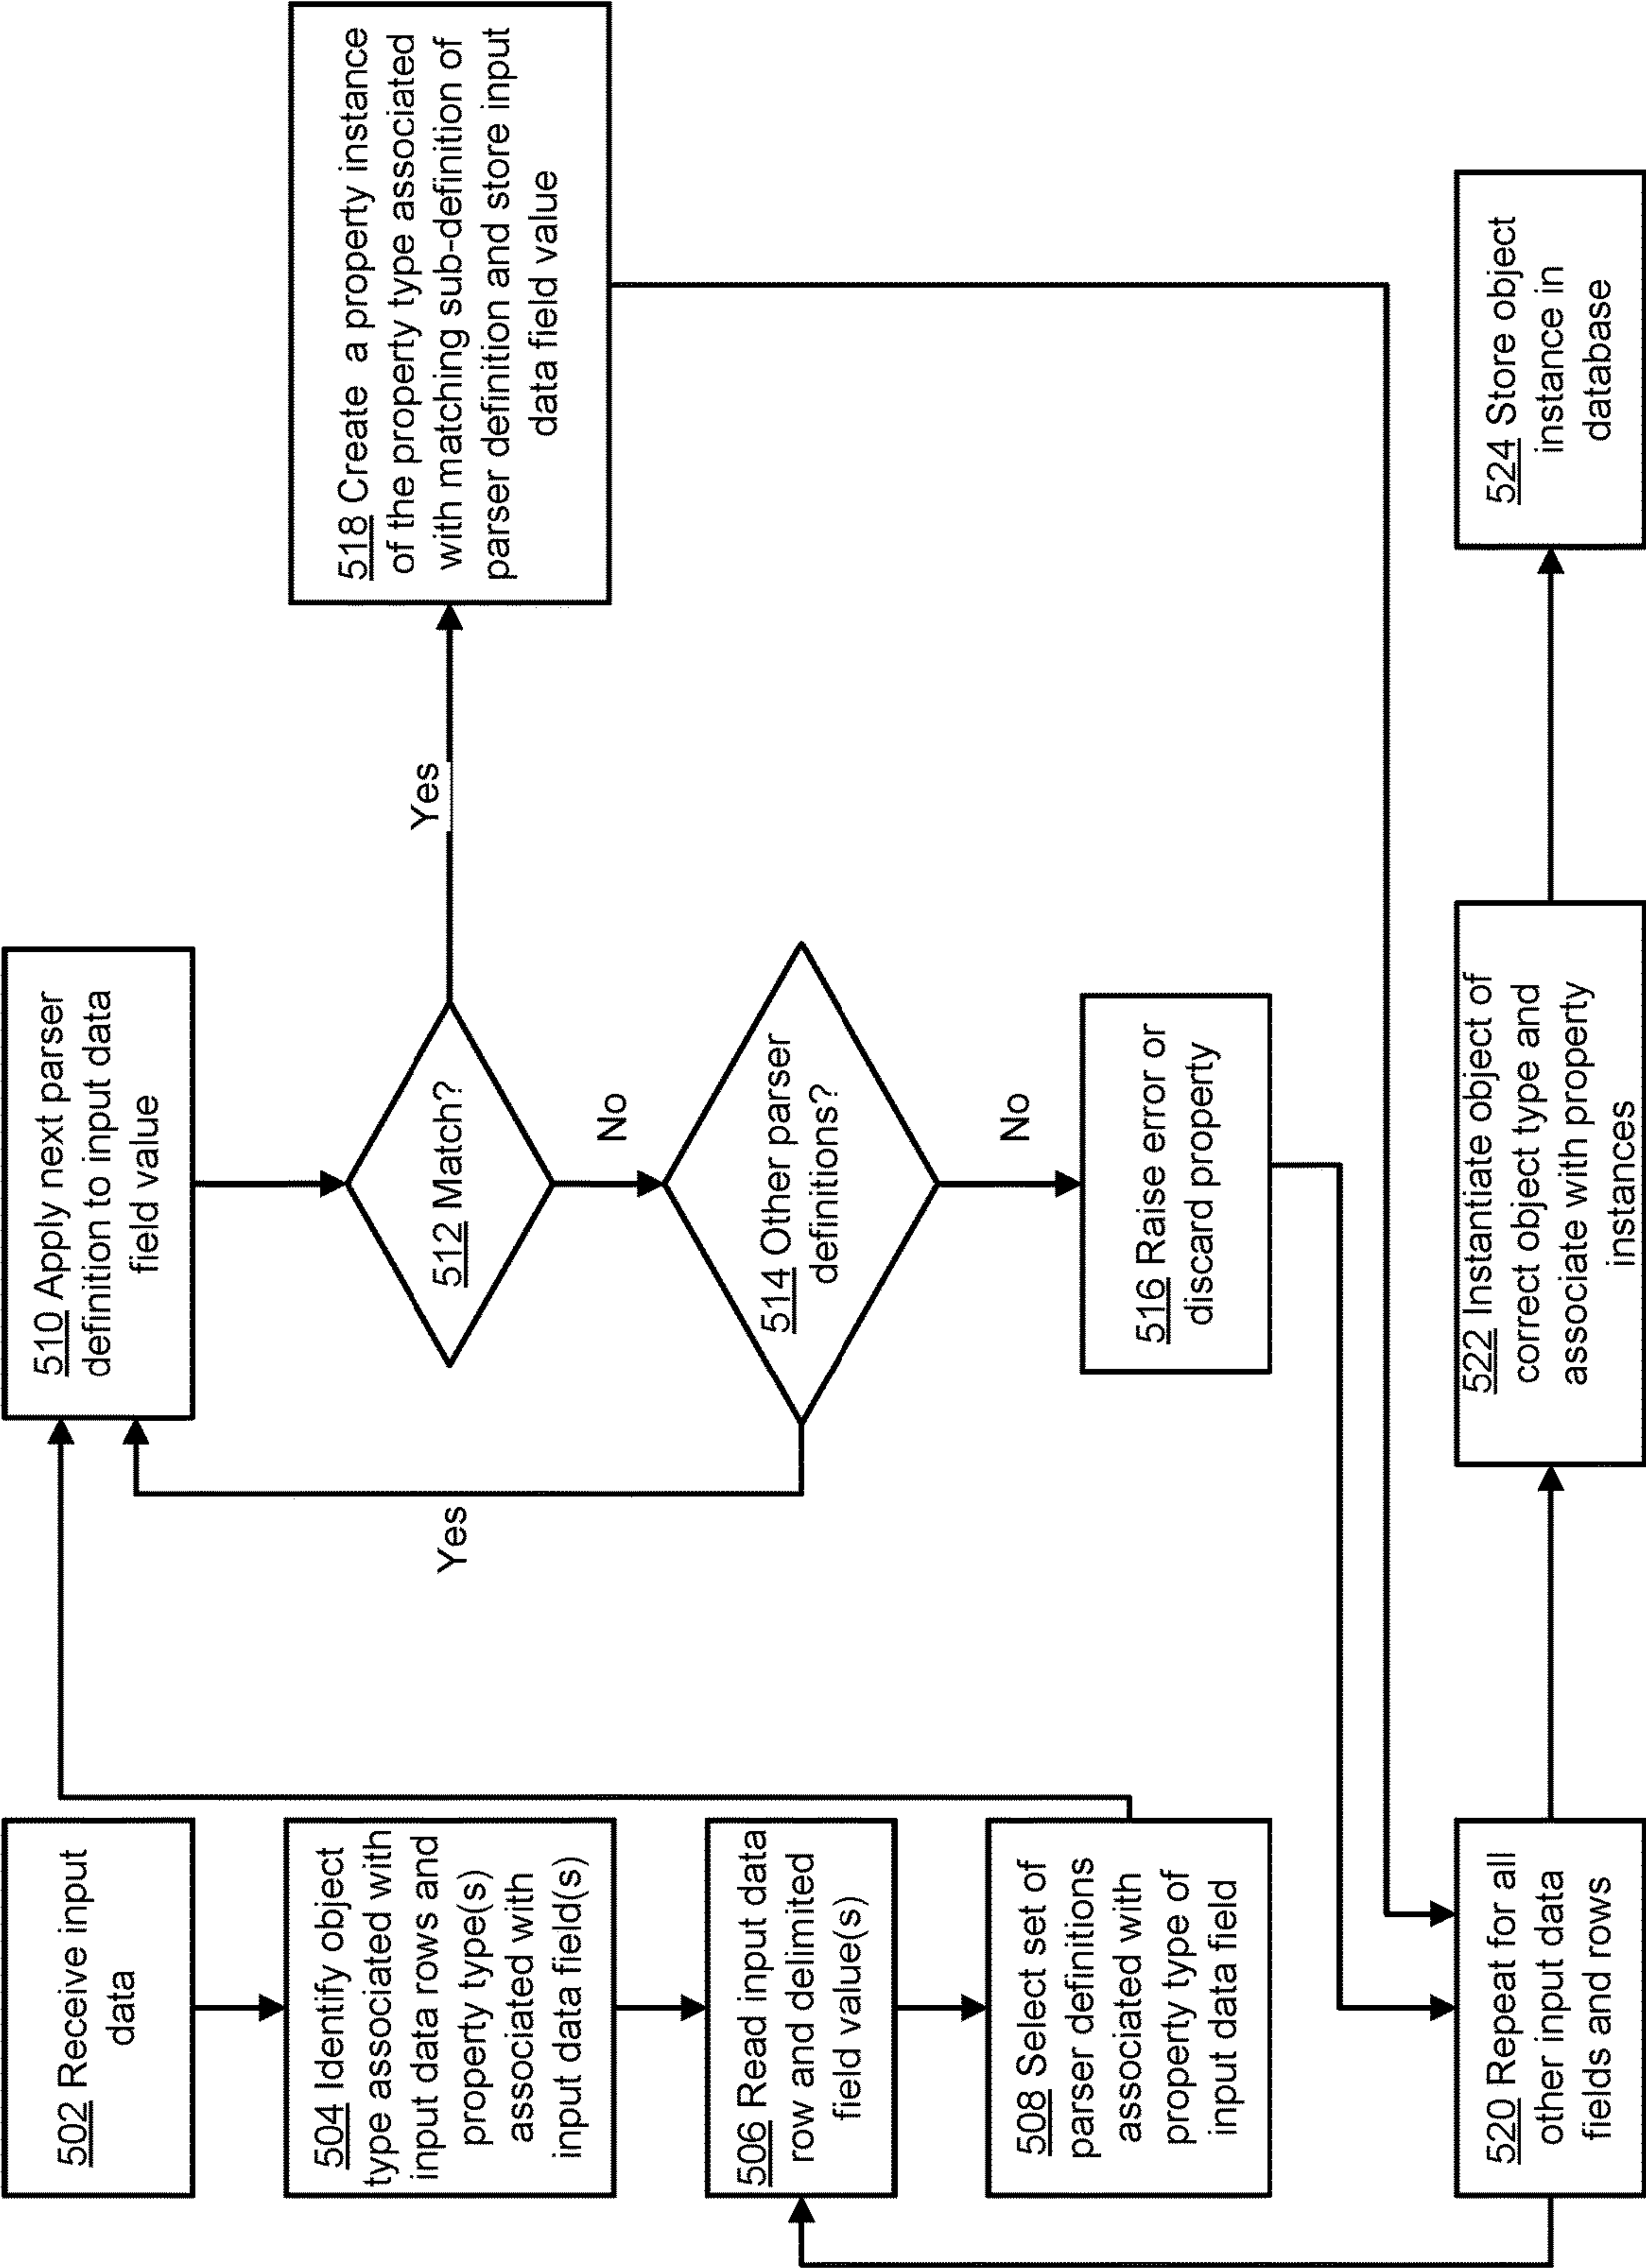 502 Receive input
data
504 Identify object
type associated with
input data rows and
property type(s)
associated with
input data field(s)
506 Read input data
row and delimited
field value(s)
508 Select set of
parser definitions
associated with
property type of
input data field
510 Apply next parser
definition to input data
field value
512 Match?
Yes
No
514 Other parser
definitions?
Yes
No
516 Raise error or
discard property
518 Create a property instance
of the property type associated
with matching sub-definition of
parser definition and store input
data field value
520 Repeat for all
other input data
fields and rows
522 Instantiate object of
correct object type and
associate with property
instances
524 Store object
instance in
database